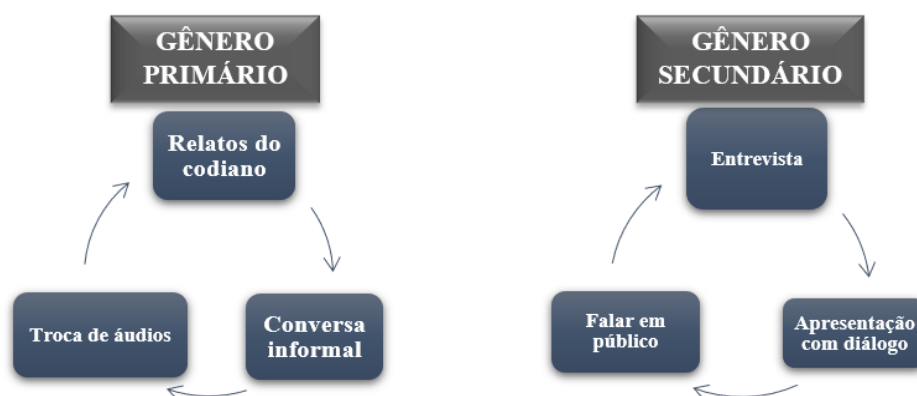 GÊNERO
PRIMÁRIO
Relatos do
codiano
Conversa
informal
Troca de áudios
GÊNERO
SECUNDÁRIO
Entrevista
Apresentação
com diálogo
Falar em
público